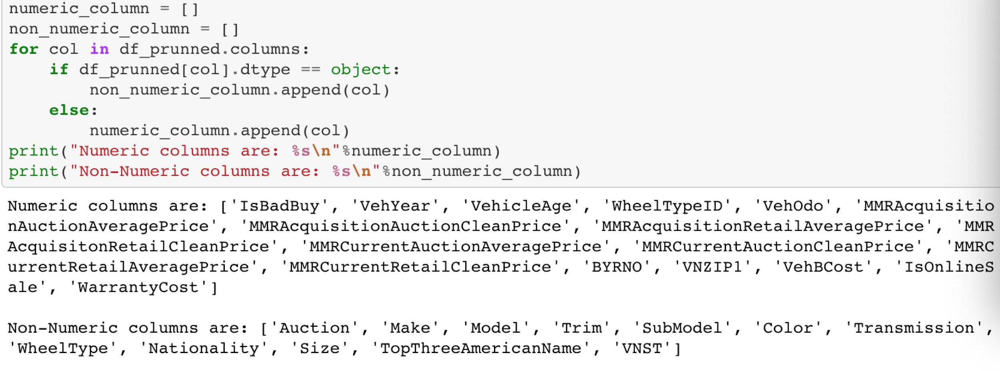 numeric_column = []
non_numeric_column = []
for col in df_prunned.columns:
    if df_prunned[col].dtype == object:
        non_numeric_column.append(col)
    else:
        numeric_column.append(col)
print("Numeric columns are: %s\n"%numeric_column)
print("Non-Numeric columns are: %s\n"%non_numeric_column)
Numeric columns are: ['IsBadBuy', 'VehYear', 'VehicleAge', 'WheelTypeID', 'VehOdo', 'MMRAcquisitio
nAuctionAveragePrice', 'MMRAcquisitionAuctionCleanPrice', 'MMRAcquisitionRetailAveragePrice', 'MMR
AcquisitonRetailCleanPrice', 'MMRCurrentAuctionAveragePrice', 'MMRCurrentAuctionCleanPrice', 'MMRC
urrentRetailAveragePrice', 'MMRCurrentRetailCleanPrice', 'BYRNO', 'VNZIP1', 'VehBCost', 'IsOnlineS
ale', 'WarrantyCost']
Non-Numeric columns are: ['Auction', 'Make', 'Model', 'Trim', 'SubModel', 'Color', 'Transmission',
'WheelType', 'Nationality', 'Size', 'TopThreeAmericanName', 'VNST']